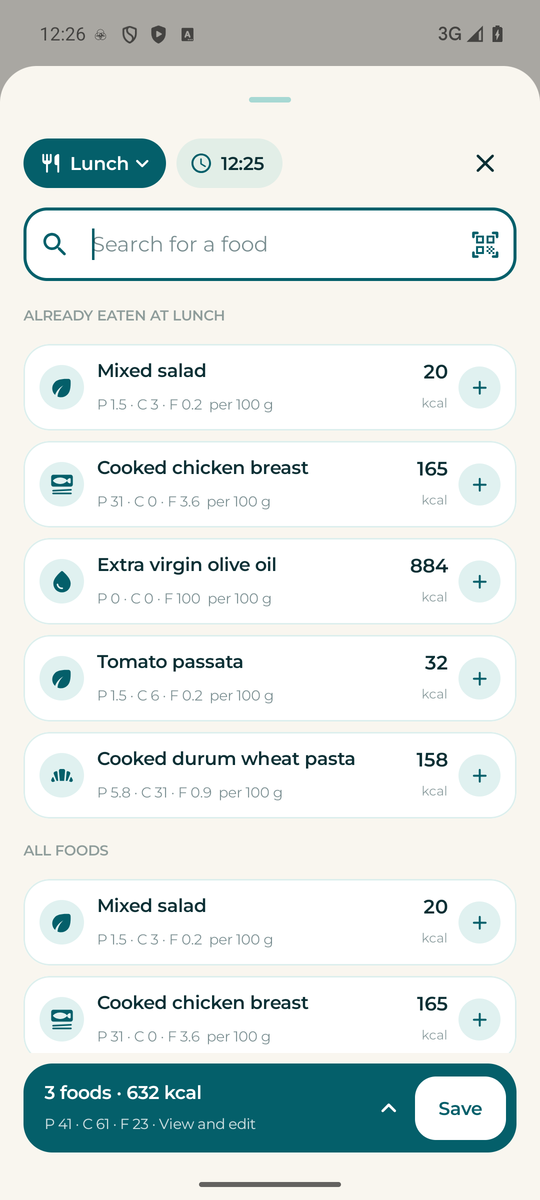 12:26
3G
Lunch
12:25
Search for a food
ALREADY EATEN AT LUNCH
Mixed salad
20
P 1.5 · C 3 · F 0.2 per 100 g
kcal
Cooked chicken breast
165
P 31 · C 0 · F 3.6 per 100 g
kcal
Extra virgin olive oil
884
P 0 · C 0 · F 100 per 100 g
kcal
Tomato passata
32
P 1.5 · C 6 · F 0.2 per 100 g
kcal
Cooked durum wheat pasta
158
P 5.8 · C 31 · F 0.9 per 100 g
kcal
ALL FOODS
Mixed salad
20
P 1.5 · C 3 · F 0.2 per 100 g
kcal
Cooked chicken breast
165
P 31 · C 0 · F 3.6 per 100 g
kcal
3 foods · 632 kcal
P 41 · C 61 · F 23 · View and edit
Save